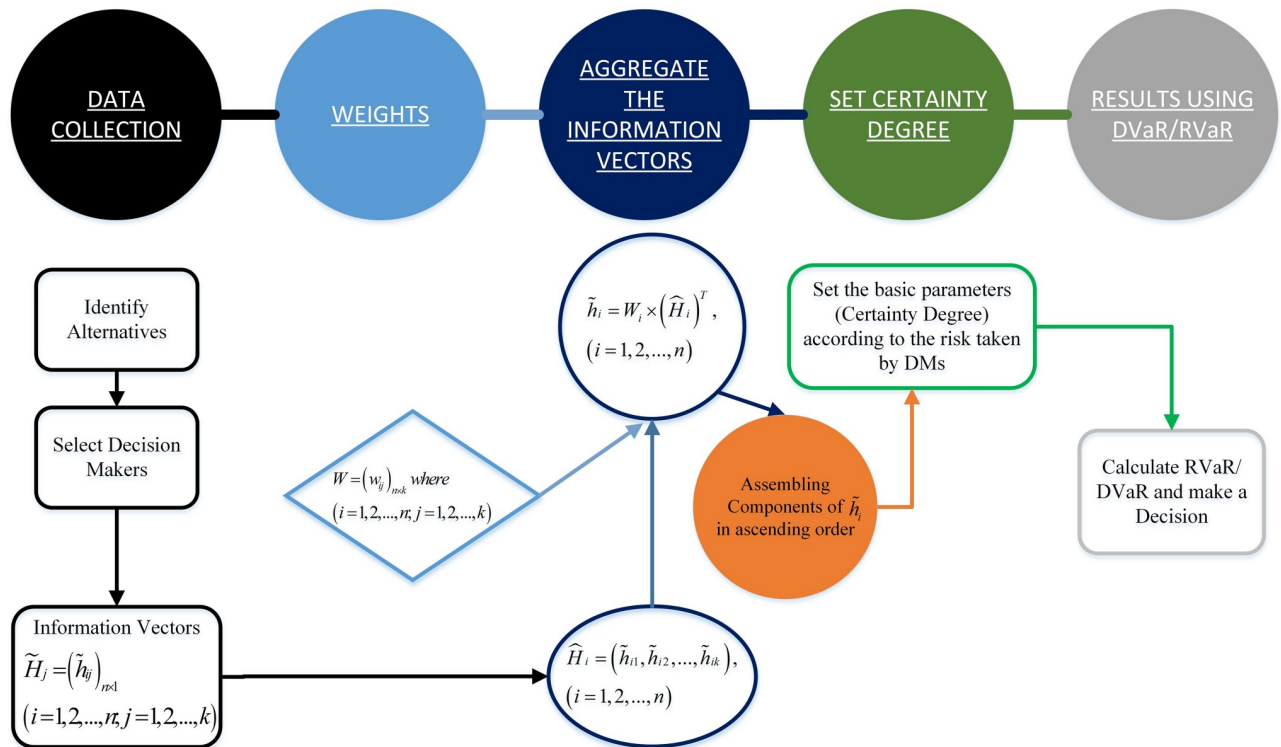 DATA
COLLECTION
WEIGHTS
AGGREGATE
THE
INFORMATION
VECTORS
SET CERTAINTY
DEGREE
RESULTS USING
DVaR/RVaR
Identify
Alternatives
Select Decision
Makers
Information Vectors
H̃_j = (h̃_ij)_{n×1}
(i=1,2,...,n; j=1,2,...,k)
W = (w_ij)_{n×k} where
(i=1,2,...,n; j=1,2,...,k)
h̃_i = W_i × (Ĥ_i)^T,
(i=1,2,...,n)
Ĥ_i = (h̃_i1, h̃_i2,..., h̃_ik),
(i=1,2,...,n)
Assembling
Components of h̃_i
in ascending order
Set the basic parameters
(Certainty Degree)
according to the risk taken
by DMs
Calculate RVaR/
DVaR and make a
Decision